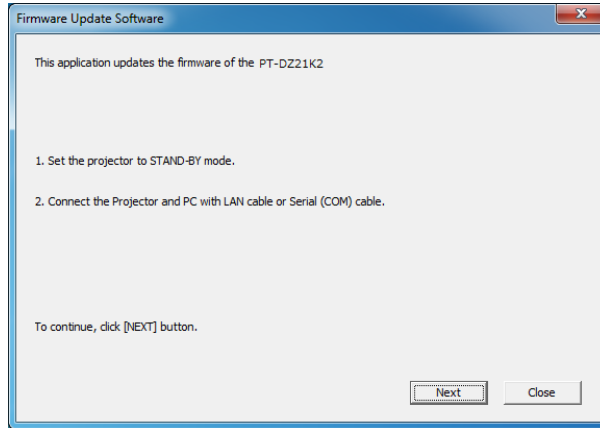 Firmware Update Software
This application updates the firmware of the PT-DZ21K2
1. Set the projector to STAND-BY mode.
2. Connect the Projector and PC with LAN cable or Serial (COM) cable.
To continue, click [NEXT] button.
Next Close